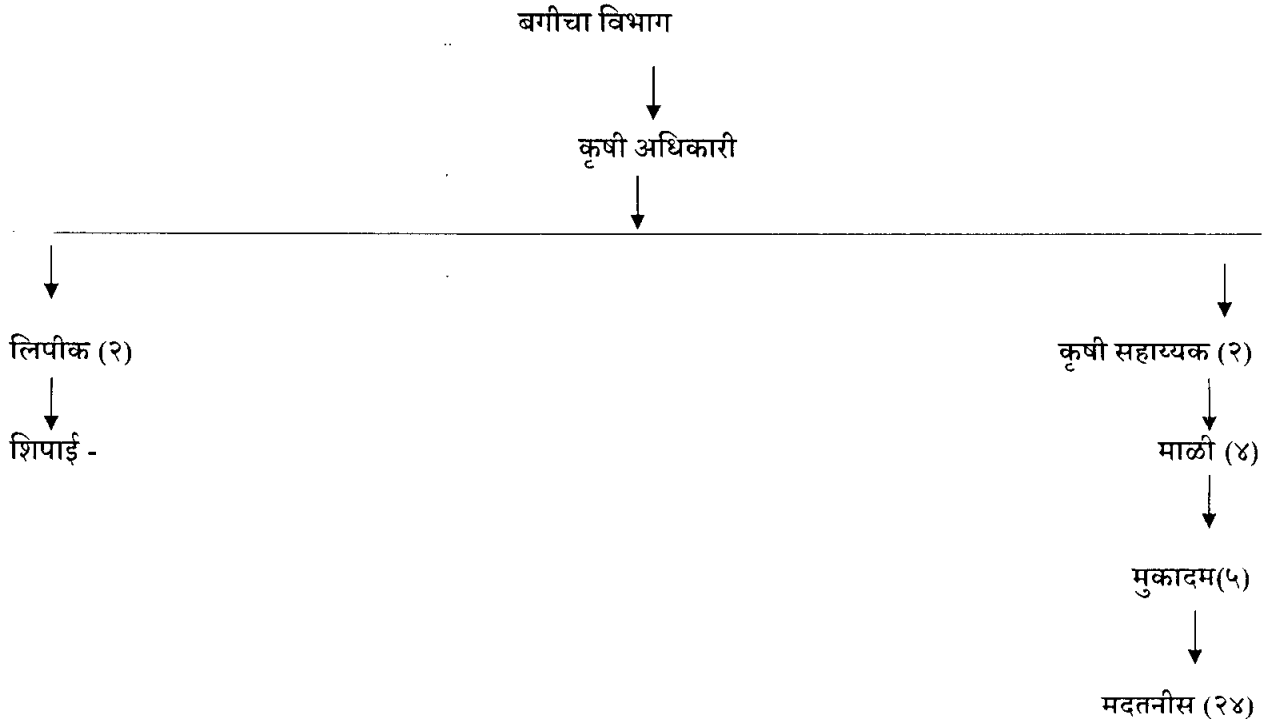 बगीचा विभाग
कृषी अधिकारी
लिपीक (२)
कृषी सहाय्यक (२)
शिपाई -
माळी (४)
मुकादम(५)
मदतनीस (२४)